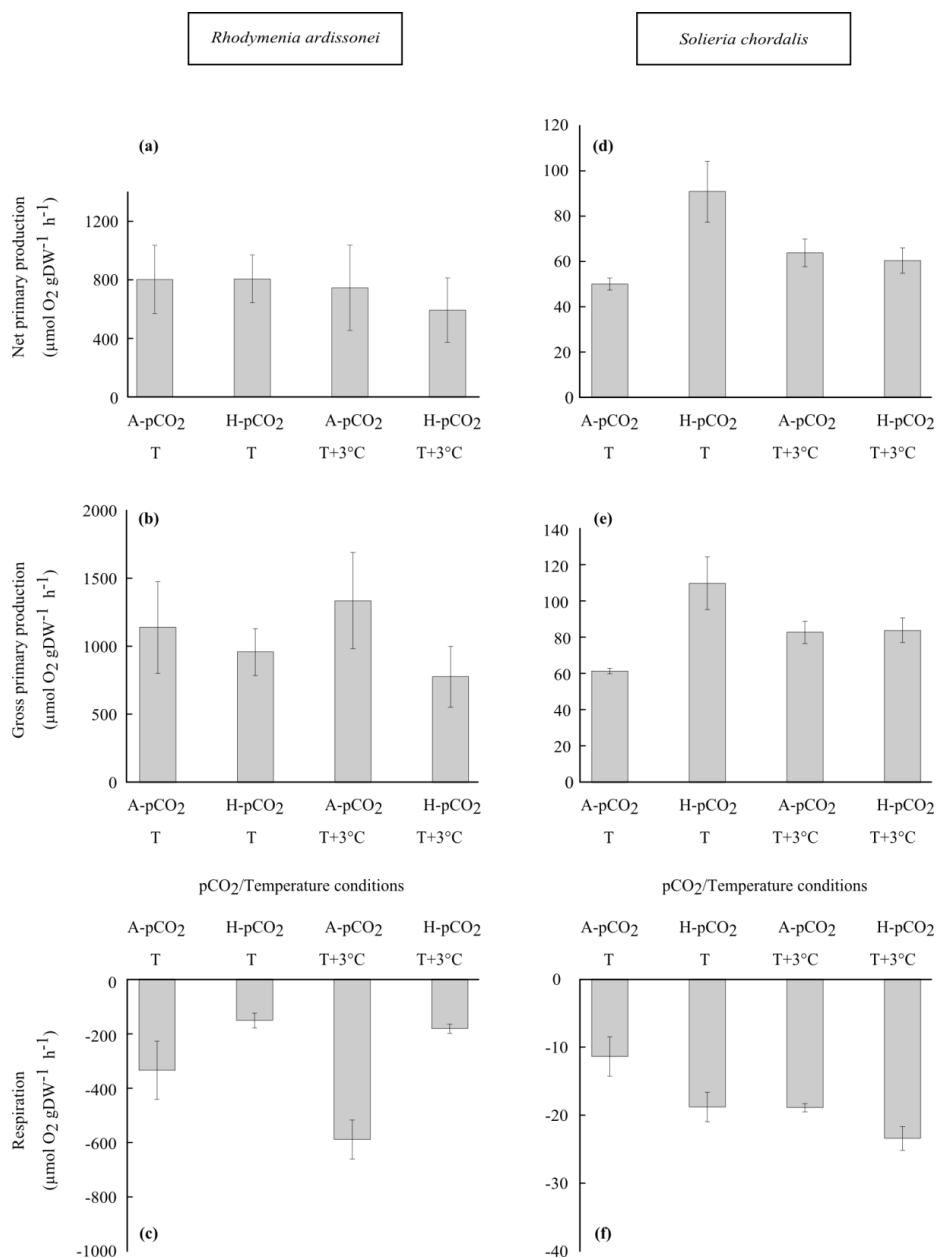 Rhodymenia ardissonei
Solieria chordalis
(a)
Net primary production
(µmol O2 gDW-1 h-1)
1200
800
400
0
A-pCO2 H-pCO2 A-pCO2 H-pCO2
T T T+3°C T+3°C
(d)
120
100
80
60
40
20
0
A-pCO2 H-pCO2 A-pCO2 H-pCO2
T T T+3°C T+3°C
(b)
Gross primary production
(µmol O2 gDW-1 h-1)
2000
1500
1000
500
0
A-pCO2 H-pCO2 A-pCO2 H-pCO2
T T T+3°C T+3°C
pCO2/Temperature conditions
(e)
140
120
100
80
60
40
20
0
A-pCO2 H-pCO2 A-pCO2 H-pCO2
T T T+3°C T+3°C
pCO2/Temperature conditions
A-pCO2 H-pCO2 A-pCO2 H-pCO2
T T T+3°C T+3°C
Respiration
(µmol O2 gDW-1 h-1)
0
-200
-400
-600
-800
-1000
(c)
A-pCO2 H-pCO2 A-pCO2 H-pCO2
T T T+3°C T+3°C
0
-10
-20
-30
-40
(f)